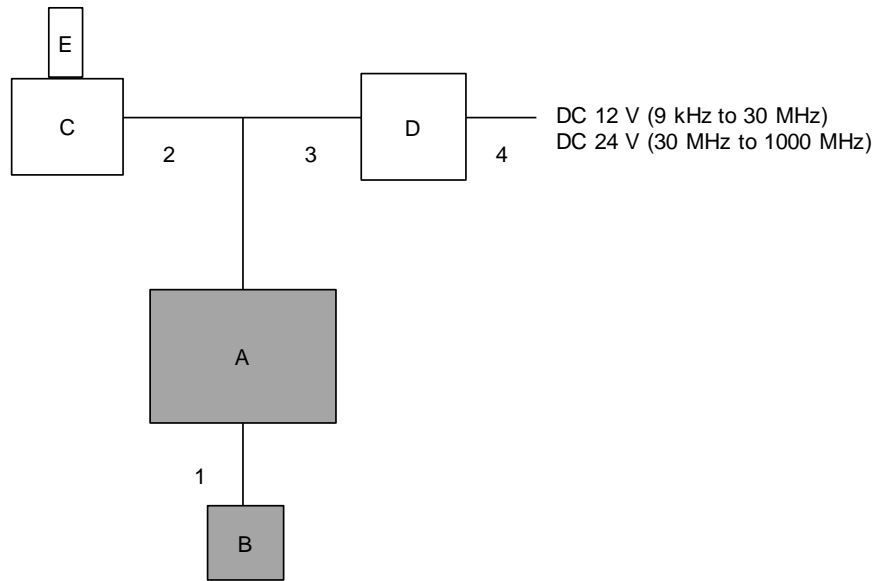 E
C
2
3
D
4
DC 12 V (9 kHz to 30 MHz)
DC 24 V (30 MHz to 1000 MHz)
A
1
B